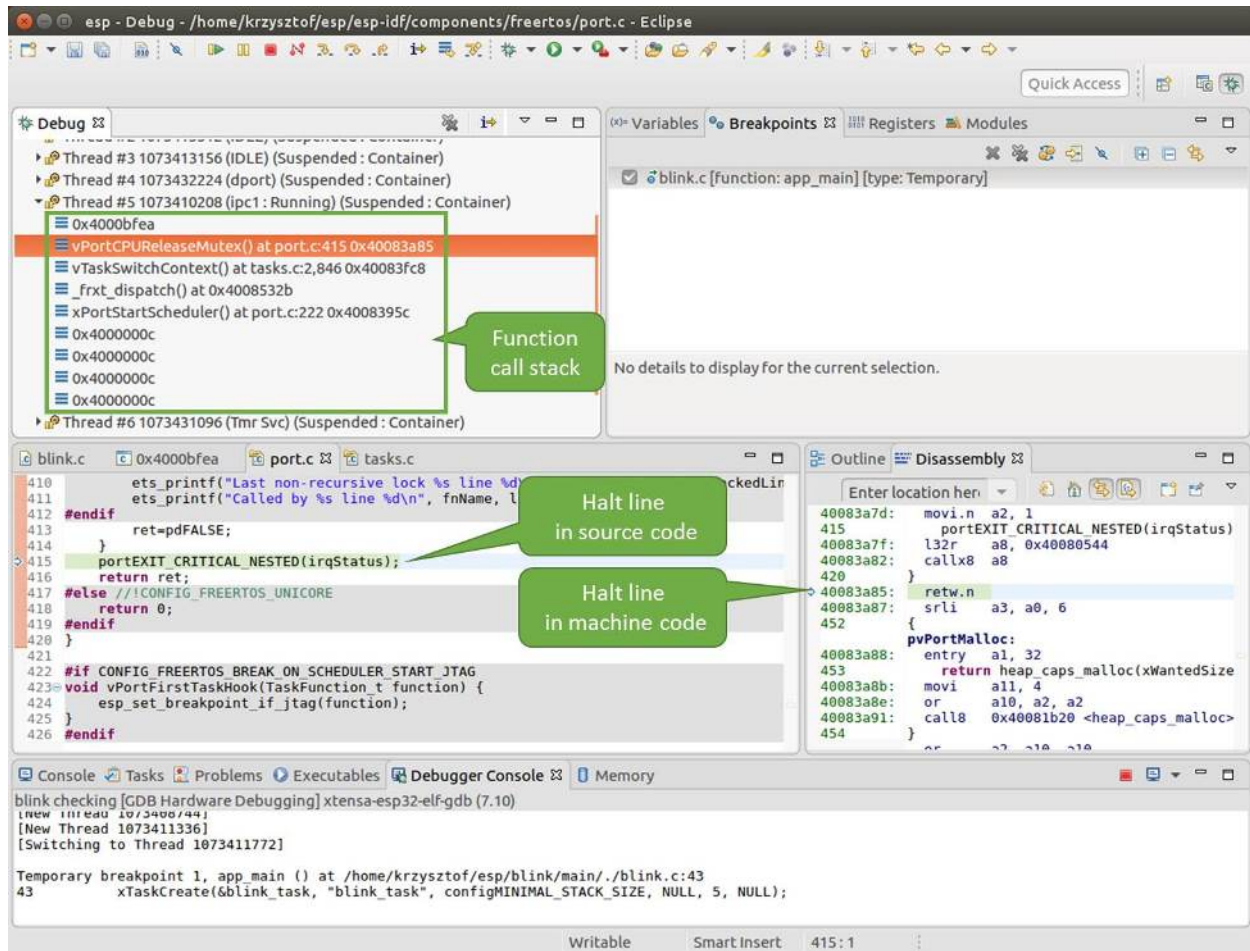 esp - Debug - /home/krzysztof/esp/esp-idf/components/freertos/port.c - Eclipse
Quick Access
Debug
Thread #3 1073413156 (IDLE) (Suspended : Container)
Thread #4 1073432224 (dport) (Suspended : Container)
Thread #5 1073410208 (ipc1 : Running) (Suspended : Container)
0x4000bfea
vPortCPUReleaseMutex() at port.c:415 0x40083a85
vTaskSwitchContext() at tasks.c:2,846 0x40083fc8
_frxt_dispatch() at 0x4008532b
xPortStartScheduler() at port.c:222 0x4008395c
0x4000000c
0x4000000c
0x4000000c
0x4000000c
Thread #6 1073431096 (Tmr Svc) (Suspended : Container)
Function
call stack
(x)= Variables Breakpoints Registers Modules
blink.c [function: app_main] [type: Temporary]
No details to display for the current selection.
blink.c 0x4000bfea port.c tasks.c
410 ets_printf("Last non-recursive lock %s line %d
411 ets_printf("Called by %s line %d\n", fnName, l
412 #endif
413 ret=pdFALSE;
414 }
415 portEXIT_CRITICAL_NESTED(irqStatus);
416 return ret;
417 #else //!CONFIG_FREERTOS_UNICORE
418 return 0;
419 #endif
420 }
421
422 #if CONFIG_FREERTOS_BREAK_ON_SCHEDULER_START_JTAG
423 void vPortFirstTaskHook(TaskFunction_t function) {
424 esp_set_breakpoint_if_jtag(function);
425 }
426 #endif
Halt line
in source code
Halt line
in machine code
Outline Disassembly
Enter location her
40083a7d: movi.n a2, 1
415 portEXIT_CRITICAL_NESTED(irqStatus)
40083a7f: l32r a8, 0x40080544
40083a82: callx8 a8
420 }
40083a85: retw.n
40083a87: srli a3, a0, 6
452 {
pvPortMalloc:
40083a88: entry a1, 32
453 return heap_caps_malloc(xWantedSize
40083a8b: movi a11, 4
40083a8e: or a10, a2, a2
40083a91: call8 0x40081b20 <heap_caps_malloc>
454 }
Console Tasks Problems Executables Debugger Console Memory
blink checking [GDB Hardware Debugging] xtensa-esp32-elf-gdb (7.10)
[New Thread 1073408744]
[New Thread 1073411336]
[Switching to Thread 1073411772]
Temporary breakpoint 1, app_main () at /home/krzysztof/esp/blink/main/./blink.c:43
43 xTaskCreate(&blink_task, "blink_task", configMINIMAL_STACK_SIZE, NULL, 5, NULL);
Writable Smart Insert 415 : 1